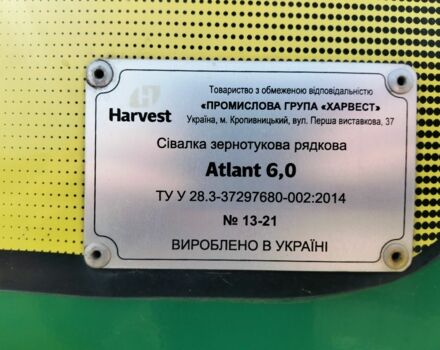 Harvest
Товариство з обмеженою відповідальністю
«ПРОМИСЛОВА ГРУПА «ХАРВЕСТ»
Україна, м. Кропивницький, вул. Перша виставкова, 37
Сівалка зернотукова рядкова
Atlant 6,0
ТУ У 28.3-37297680-002:2014
№ 13-21
ВИРОБЛЕНО В УКРАЇНІ